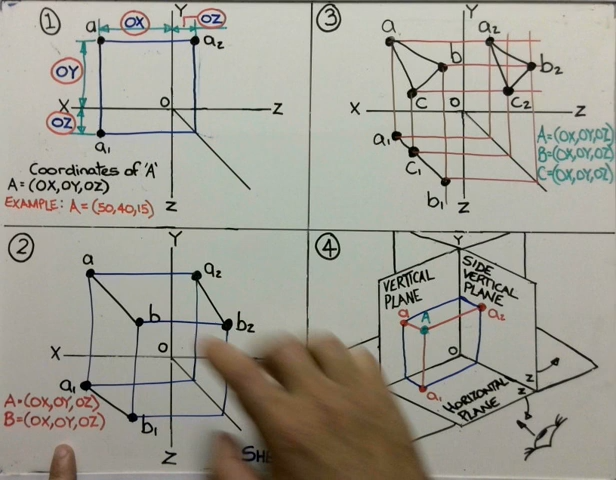 1
Y
OX
OZ
a
a₂
OY
X
O
Z
OZ
a₁
Coordinates of 'A'
A = (OX,OY,OZ)
EXAMPLE: A = (50,40,15)
Z
3
Y
a
a₂
b
b₂
C
C₂
X
O
Z
a₁
C₁
b₁
Z
A=(OX,OY,OZ)
B=(OX,OY,OZ)
C=(OX,OY,OZ)
2
Y
a
a₂
b
b₂
X
O
a₁
b₁
A=(OX,OY,OZ)
B=(OX,OY,OZ)
Z
4
Y
VERTICAL
PLANE
SIDE
VERTICAL
PLANE
a
A
a₂
O
a₁
HORIZONTAL
PLANE
Z
Z